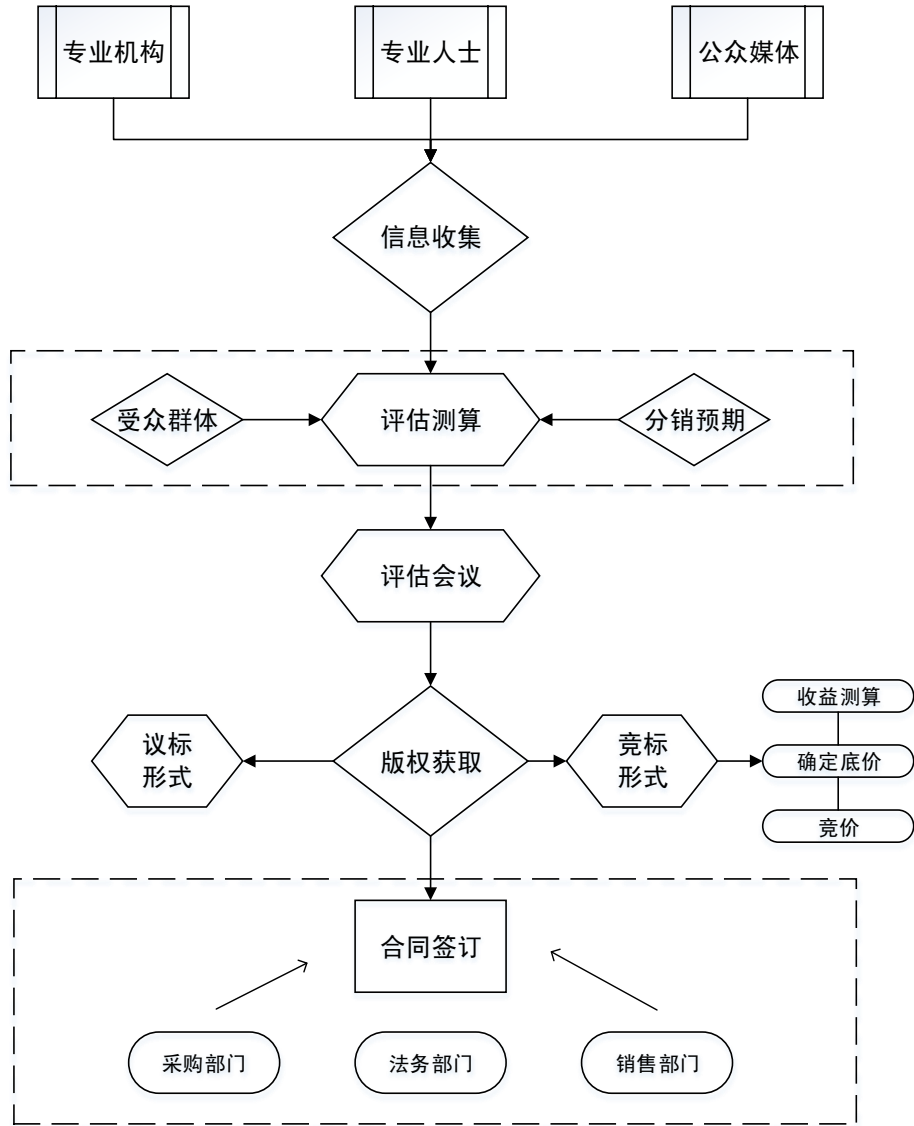 专业机构
专业人士
公众媒体
信息收集
受众群体
评估测算
分销预期
评估会议
议标
形式
版权获取
竞标
形式
收益测算
确定底价
竞价
合同签订
采购部门
法务部门
销售部门